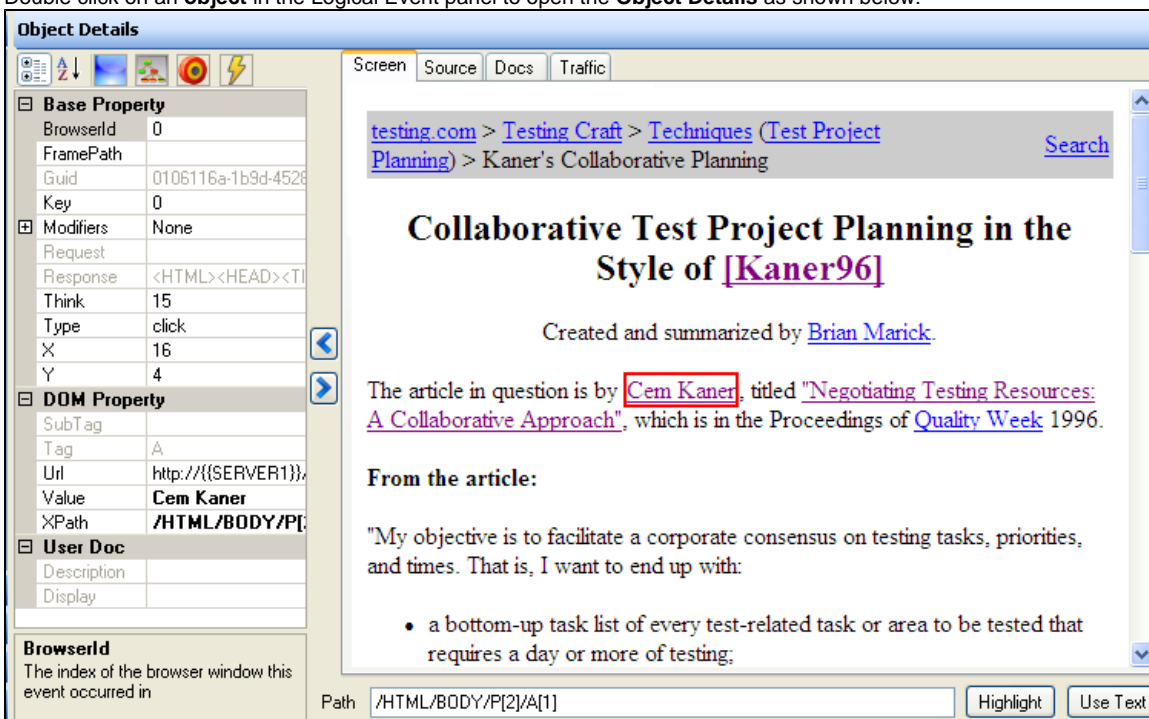 Double click on an object in the Logical Event panel to open the Object Details as shown below.
Object Details
Screen Source Docs Traffic
Base Property
BrowserId 0
FramePath
Guid 0106116a-1b9d-4528
Key 0
Modifiers None
Request
Response <HTML><HEAD><TI
Think 15
Type click
X 16
Y 4
DOM Property
SubTag
Tag A
Url http://{{SERVER1}}/
Value Cem Kaner
XPath /HTML/BODY/P[
User Doc
Description
Display
BrowserId
The index of the browser window this
event occurred in
testing.com > Testing Craft > Techniques (Test Project
Planning) > Kaner's Collaborative Planning
Search
Collaborative Test Project Planning in the
Style of [Kaner96]
Created and summarized by Brian Marick.
The article in question is by Cem Kaner, titled "Negotiating Testing Resources:
A Collaborative Approach", which is in the Proceedings of Quality Week 1996.
From the article:
"My objective is to facilitate a corporate consensus on testing tasks, priorities,
and times. That is, I want to end up with:
• a bottom-up task list of every test-related task or area to be tested that
requires a day or more of testing;
Path /HTML/BODY/P[2]/A[1] Highlight Use Text